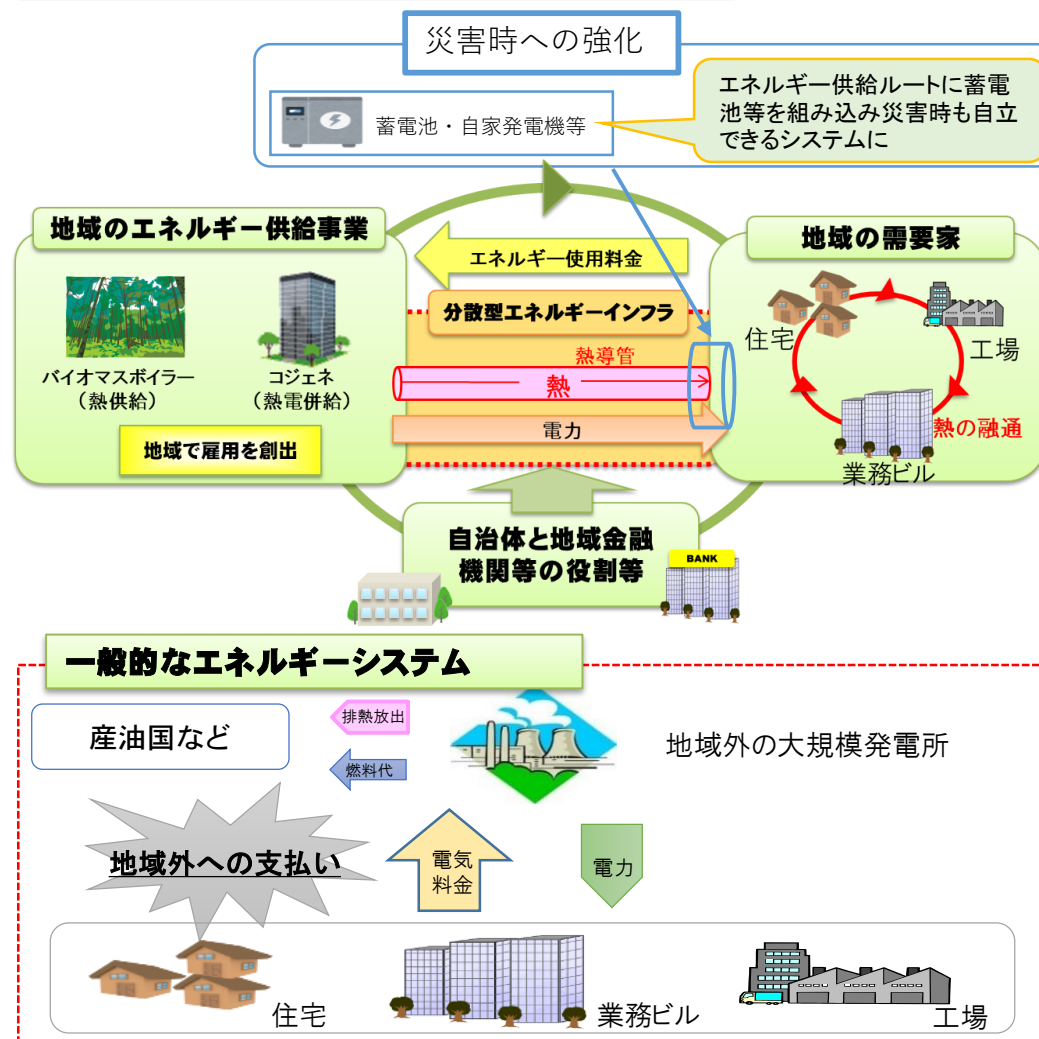 災害時への強化
蓄電池・自家発電機等
エネルギー供給ルートに蓄電
池等を組み込み災害時も自立
できるシステムに
地域のエネルギー供給事業
バイオマスボイラー
（熱供給）
コジェネ
（熱電併給）
地域で雇用を創出
エネルギー使用料金
分散型エネルギーインフラ
熱導管
熱
電力
地域の需要家
住宅
工場
熱の融通
業務ビル
自治体と地域金融
機関等の役割等
BANK
一般的なエネルギーシステム
産油国など
排熱放出
燃料代
地域外の大規模発電所
地域外への支払い
電気
料金
電力
住宅
業務ビル
工場